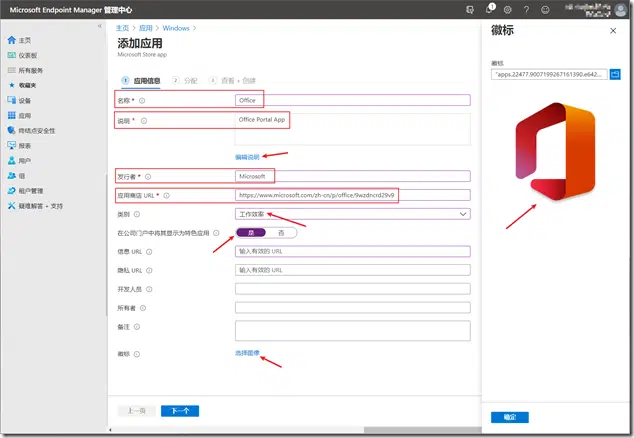 Microsoft Endpoint Manager 管理中心
主页
仪表板
所有服务
收藏夹
设备
应用
终结点安全性
报表
用户
组
租户管理
疑难解答 + 支持
主页 > 应用 > Windows >
添加应用
Microsoft Store app
1 应用信息 2 分配 3 查看 + 创建
名称 * Office
说明 * Office Portal App
编辑说明
发行者 * Microsoft
应用商店 URL * https://www.microsoft.com/zh-cn/p/office/9wzdncrd29v9
类别 工作效率
在公司门户中将其显示为特色应用 是 否
信息 URL 输入有效的 URL
隐私 URL 输入有效的 URL
开发人员
所有者
备注
徽标 选择图像
上一页 下一个
徽标
徽标
"apps.22477.9007199267161390.e642...
确定